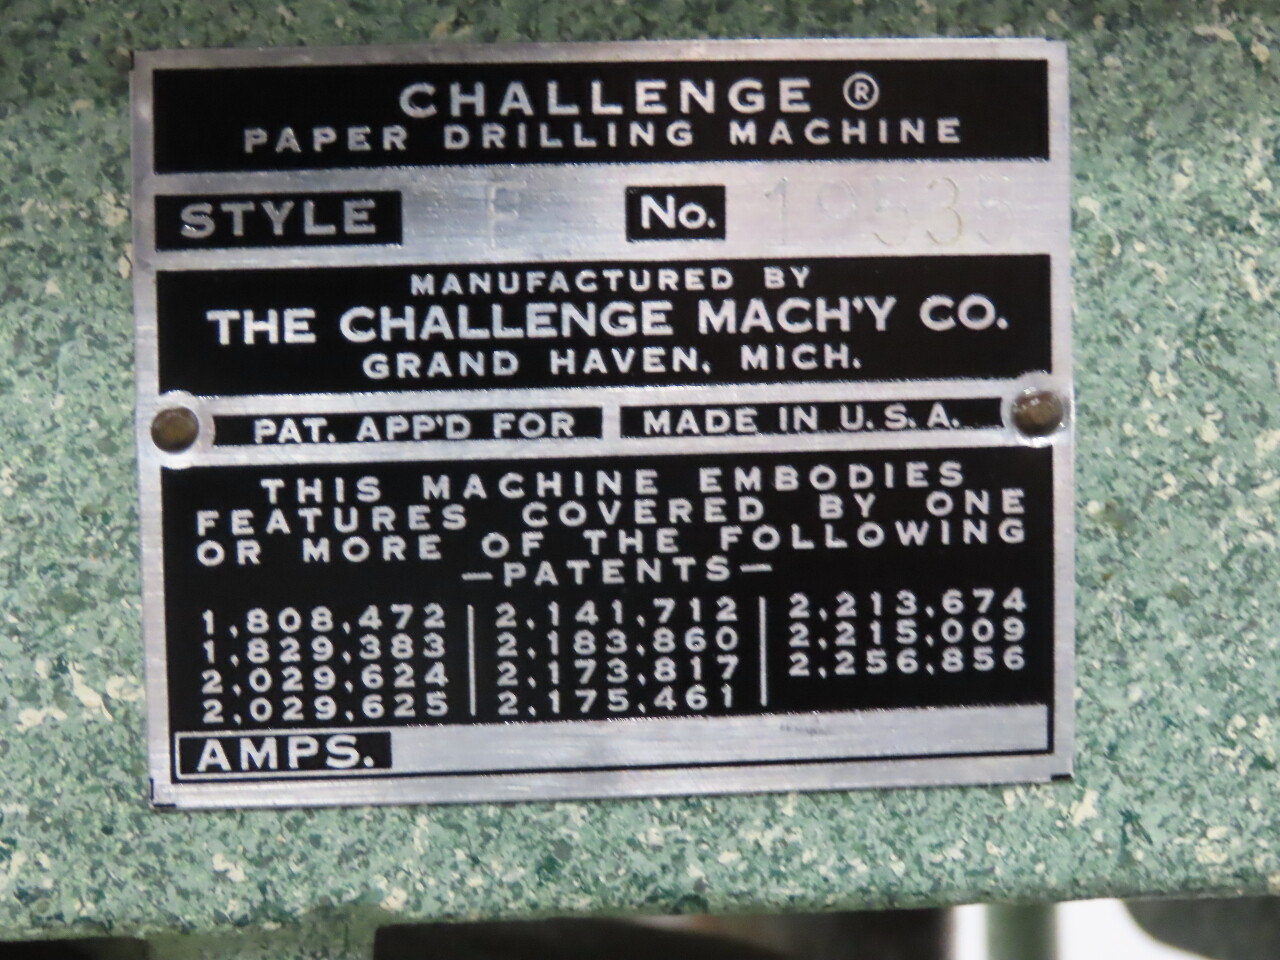 CHALLENGE ®
PAPER DRILLING MACHINE
STYLE F No. 19535
MANUFACTURED BY
THE CHALLENGE MACH'Y CO.
GRAND HAVEN, MICH.
PAT. APP'D FOR MADE IN U.S.A.
THIS MACHINE EMBODIES
FEATURES COVERED BY ONE
OR MORE OF THE FOLLOWING
—PATENTS—
1,808,472 2,141,712 2,213,674
1,829,383 2,183,860 2,215,009
2,029,624 2,173,817 2,256,856
2,029,625 2,175,461
AMPS.